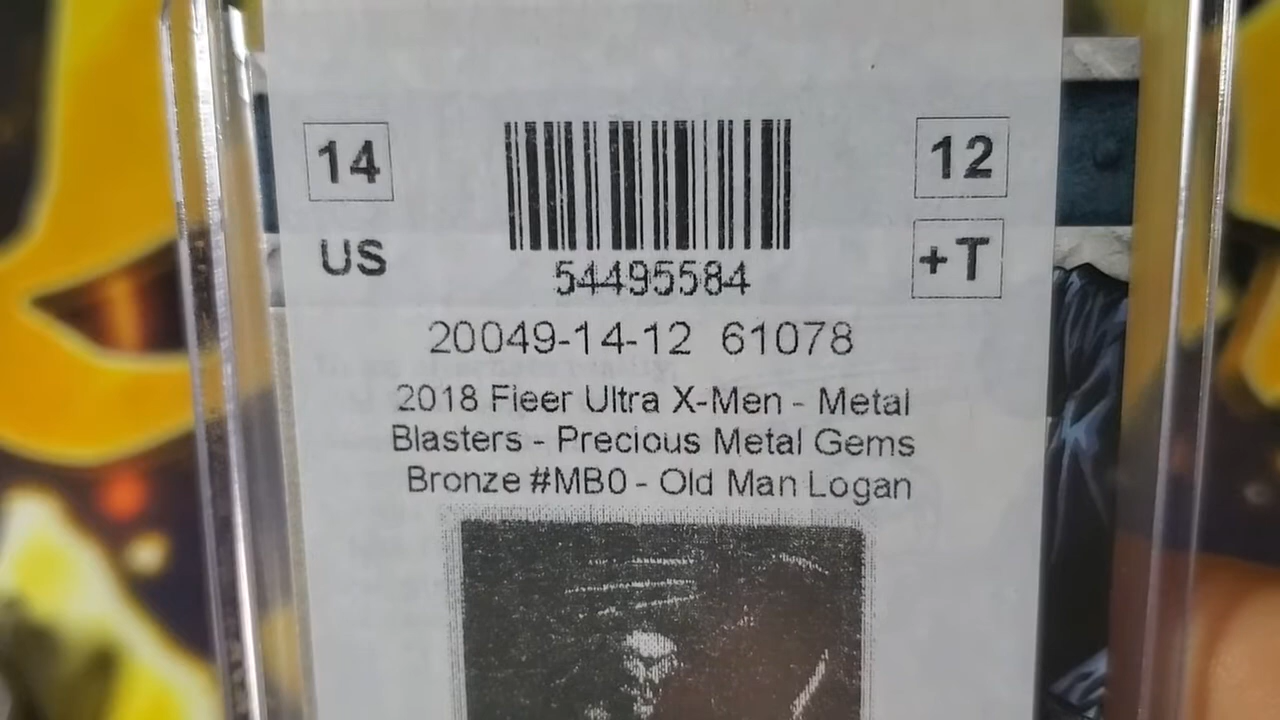 14
12
US
+T
54495584
20049-14-12 61078
2018 Fleer Ultra X-Men - Metal
Blasters - Precious Metal Gems
Bronze #MB0 - Old Man Logan